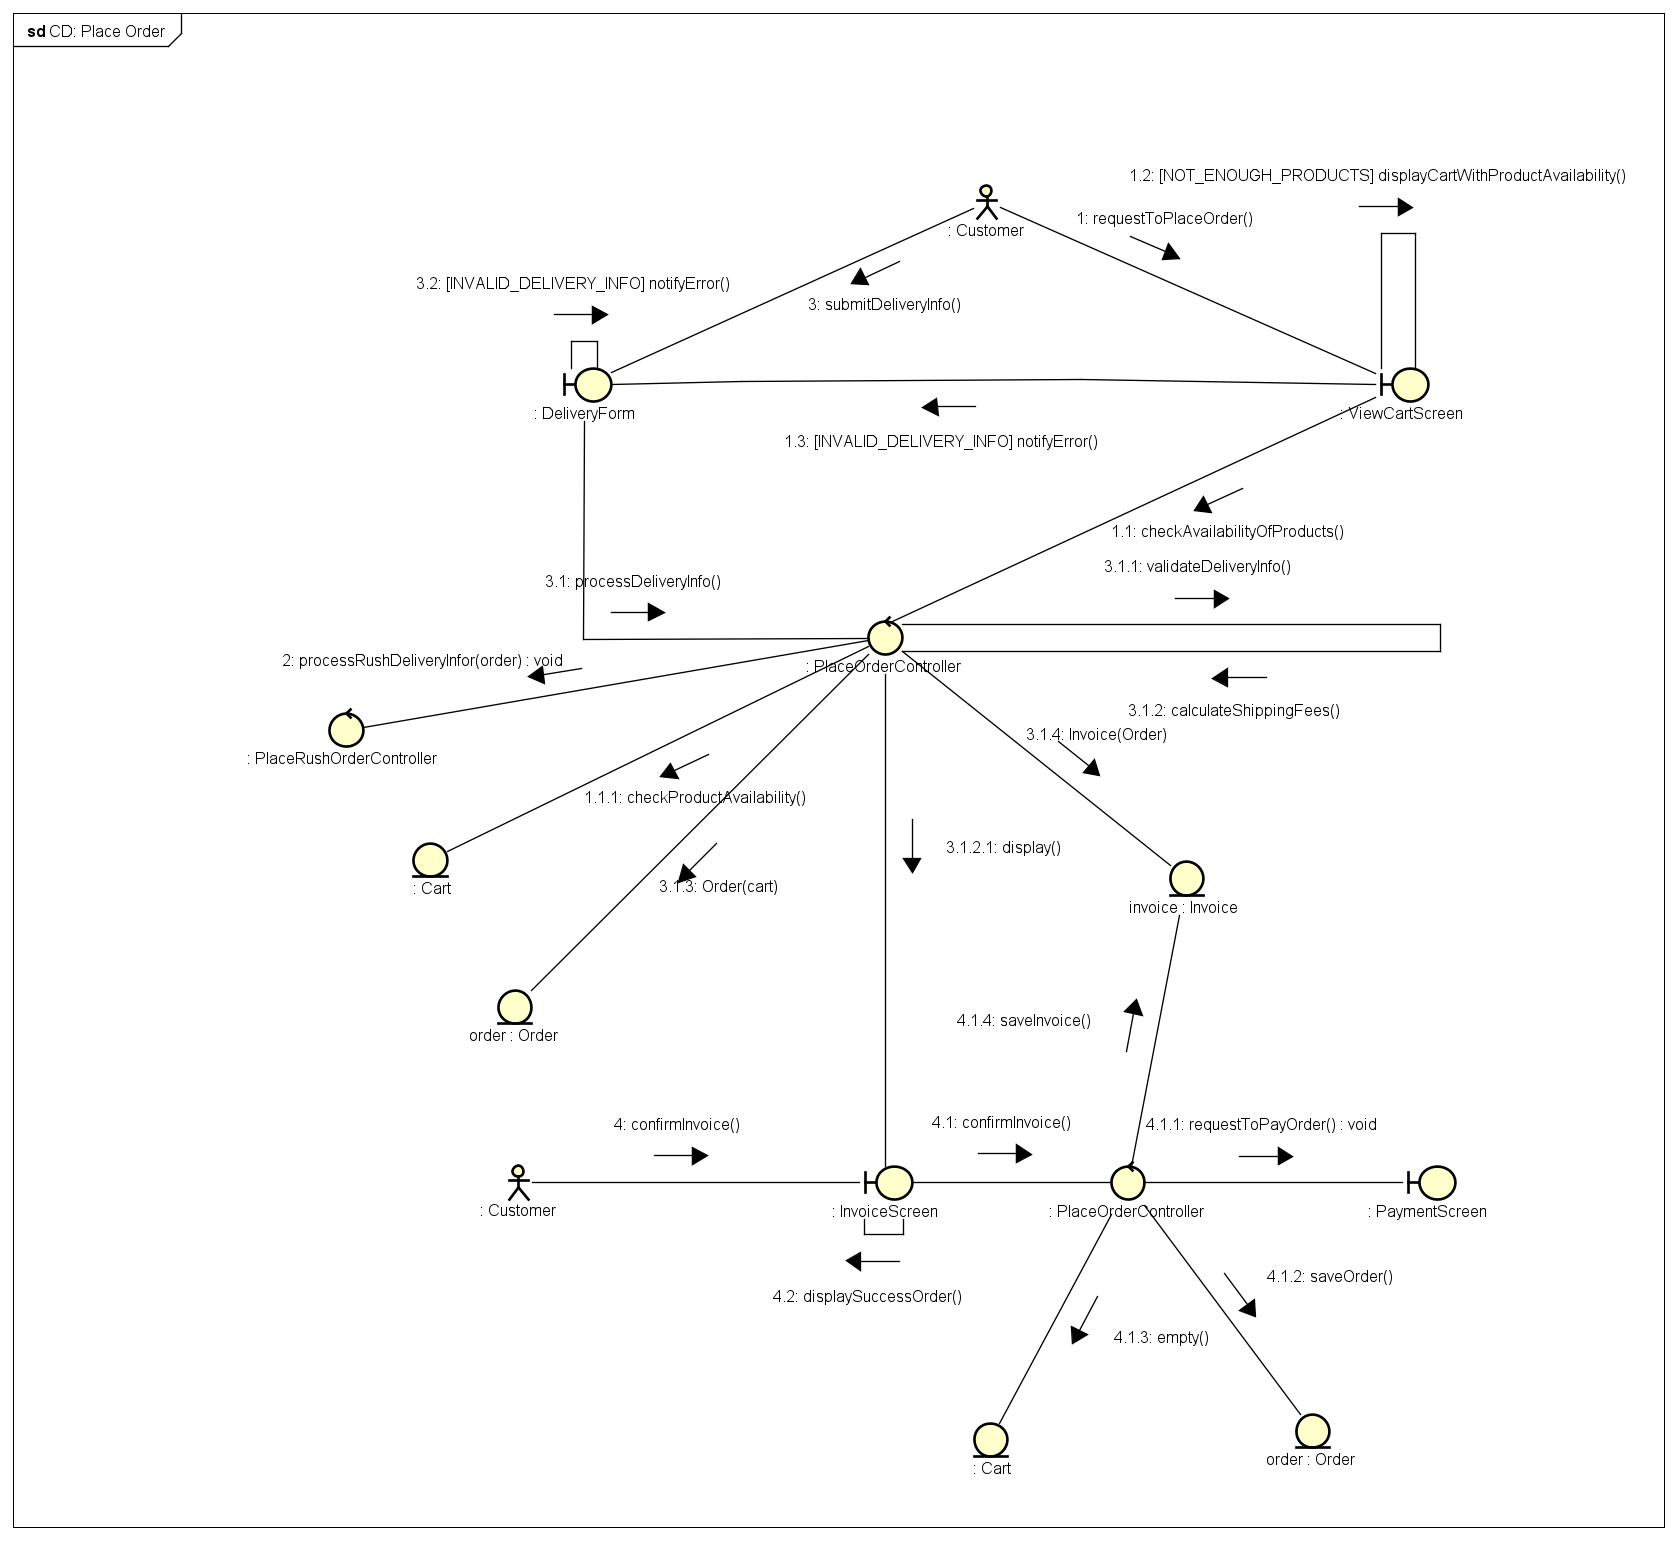 sd CD: Place Order
1.2: [NOT_ENOUGH_PRODUCTS] displayCartWithProductAvailability()
1: requestToPlaceOrder()
: Customer
3.2: [INVALID_DELIVERY_INFO] notifyError()
3: submitDeliveryInfo()
: DeliveryForm
: ViewCartScreen
1.3: [INVALID_DELIVERY_INFO] notifyError()
1.1: checkAvailabilityOfProducts()
3.1.1: validateDeliveryInfo()
3.1: processDeliveryInfo()
2: processRushDeliveryInfor(order) : void
: PlaceOrderController
3.1.2: calculateShippingFees()
3.1.4: Invoice(Order)
: PlaceRushOrderController
1.1.1: checkProductAvailability()
3.1.2.1: display()
: Cart
3.1.3: Order(cart)
invoice : Invoice
4.1.4: saveInvoice()
order : Order
4: confirmInvoice()
4.1: confirmInvoice()
4.1.1: requestToPayOrder() : void
: Customer
: InvoiceScreen
: PlaceOrderController
: PaymentScreen
4.1.2: saveOrder()
4.2: displaySuccessOrder()
4.1.3: empty()
order : Order
: Cart